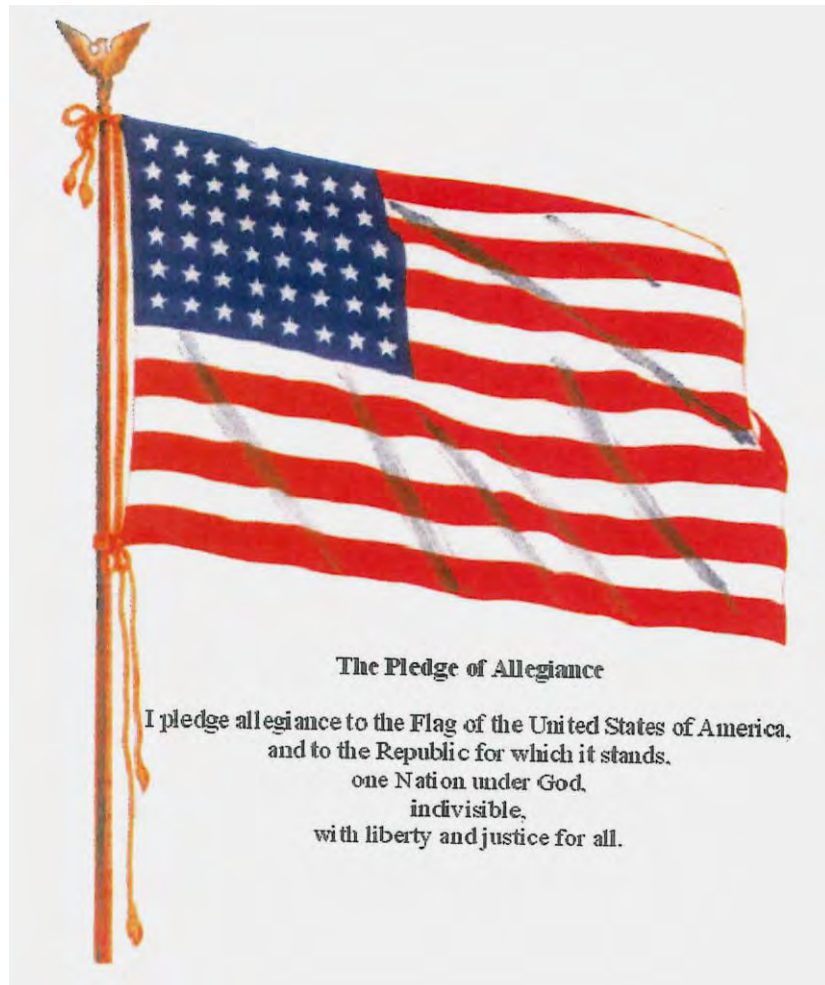 The Pledge of Allegiance
I pledge allegiance to the Flag of the United States of America,
and to the Republic for which it stands,
one Nation under God,
indivisible,
with liberty and justice for all.